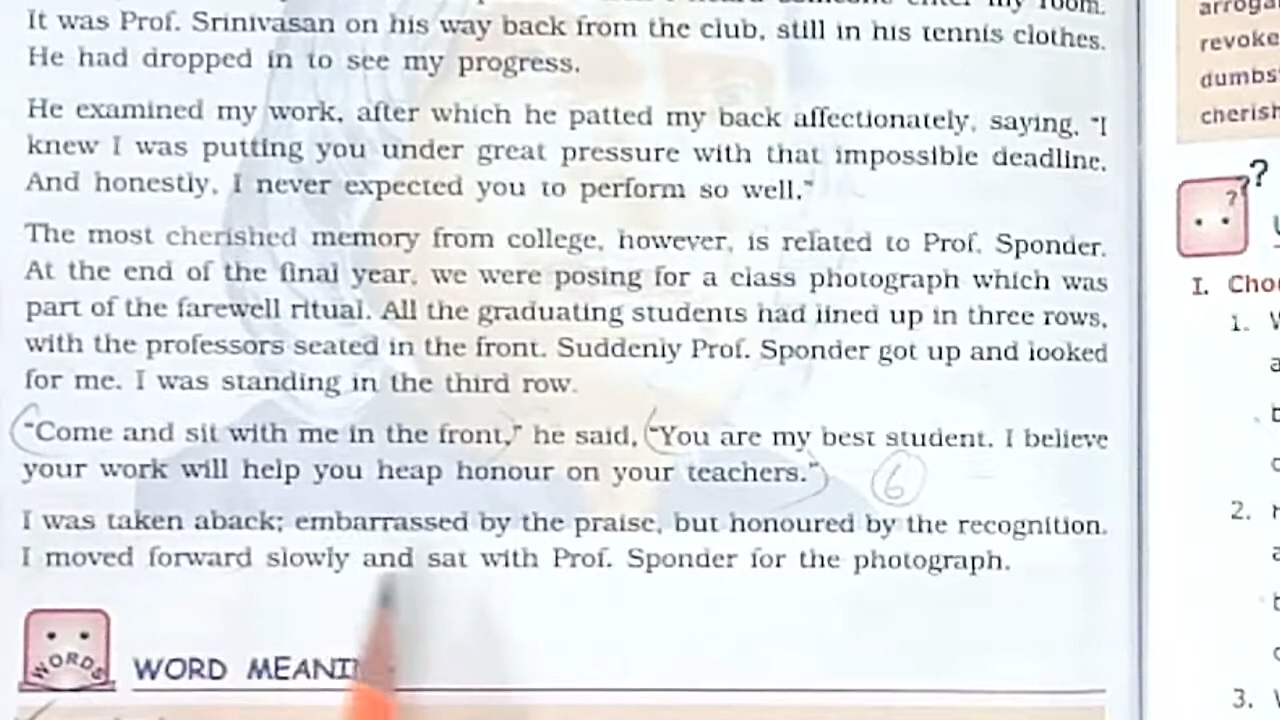 enter my room.
It was Prof. Srinivasan on his way back from the club, still in his tennis clothes.
He had dropped in to see my progress.
He examined my work, after which he patted my back affectionately, saying, "I
knew I was putting you under great pressure with that impossible deadline.
And honestly, I never expected you to perform so well."
The most cherished memory from college, however, is related to Prof. Sponder.
At the end of the final year, we were posing for a class photograph which was
part of the farewell ritual. All the graduating students had lined up in three rows,
with the professors seated in the front. Suddenly Prof. Sponder got up and looked
for me. I was standing in the third row.
"Come and sit with me in the front," he said, "You are my best student. I believe
your work will help you heap honour on your teachers."
6
I was taken aback; embarrassed by the praise, but honoured by the recognition.
I moved forward slowly and sat with Prof. Sponder for the photograph.
WORDS
WORD MEANIN
arroga
revoke
dumbs
cherish
???
I. Choo
1.
a
b
c
2.
a
b
c
3.